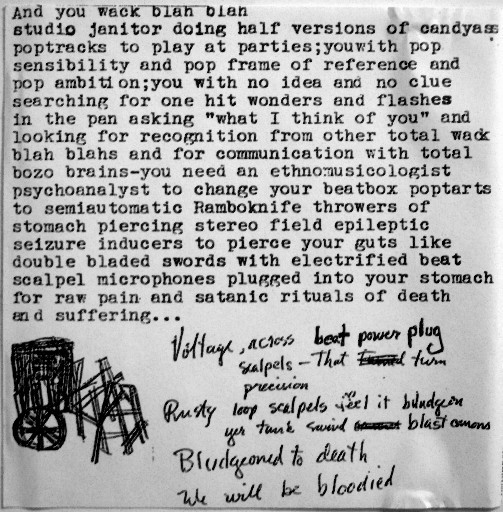 And you wack blah blah
studio janitor doing half versions of candyass
poptracks to play at parties;youwith pop
sensibility and pop frame of reference and
pop ambition;you with no idea and no clue
searching for one hit wonders and flashes
in the pan asking "what I think of you" and
looking for recognition from other total wack
blah blahs and for communication with total
bozo brains-you need an ethnomusicologist
psychoanalyst to change your beatbox poptarts
to semiautomatic Ramboknife throwers of
stomach piercing stereo field epileptic
seizure inducers to pierce your guts like
double bladed swords with electrified beat
scalpel microphones plugged into your stomach
for raw pain and satanic rituals of death
and suffering...
Voltage, across beat power plug
scalpels - That turn
precision
Rusty loop scalpels it bludgeon
blast
Bludgeoned to death
We will be bloodied